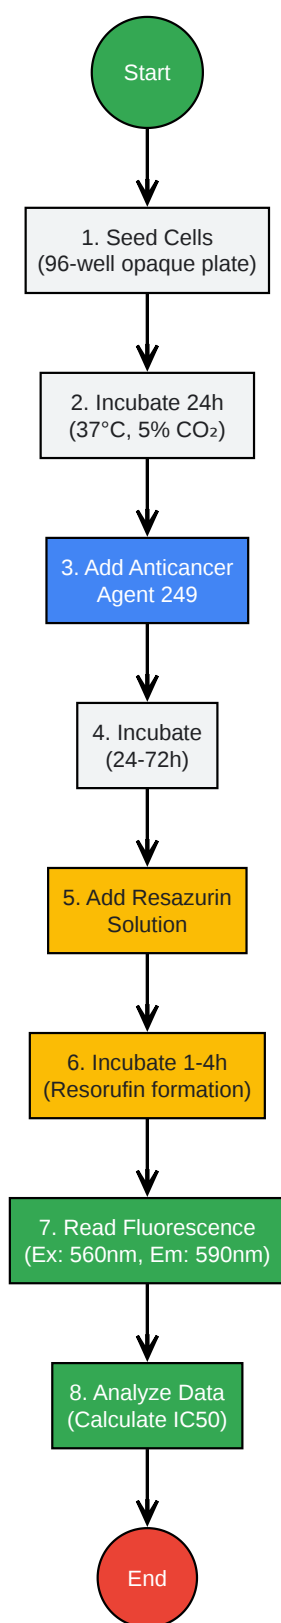 Start
1. Seed Cells
(96-well opaque plate)
2. Incubate 24h
(37°C, 5% CO₂)
3. Add Anticancer
Agent 249
4. Incubate
(24-72h)
5. Add Resazurin
Solution
6. Incubate 1-4h
(Resorufin formation)
7. Read Fluorescence
(Ex: 560nm, Em: 590nm)
8. Analyze Data
(Calculate IC50)
End